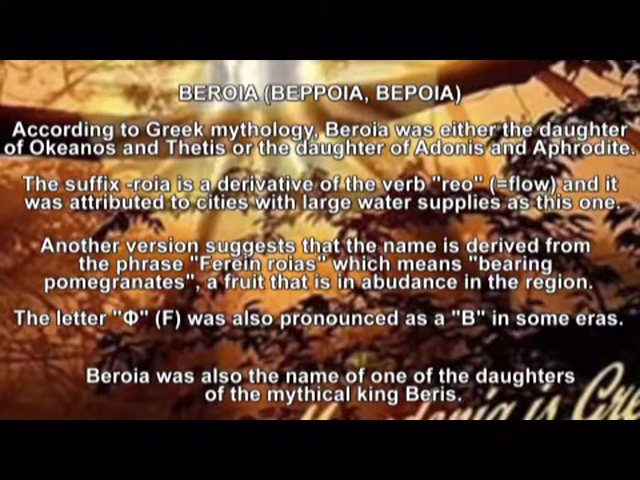 BEROIA (ΒΕΡΡΟΙΑ, ΒΕΡΟΙΑ)
According to Greek mythology, Beroia was either the daughter
of Okeanos and Thetis or the daughter of Adonis and Aphrodite.
The suffix -roia is a derivative of the verb "reo" (=flow) and it
was attributed to cities with large water supplies as this one.
Another version suggests that the name is derived from
the phrase "Ferein roias" which means "bearing
pomegranates", a fruit that is in abudance in the region.
The letter "Φ" (F) was also pronounced as a "B" in some eras.
Beroia was also the name of one of the daughters
of the mythical king Beris.
is